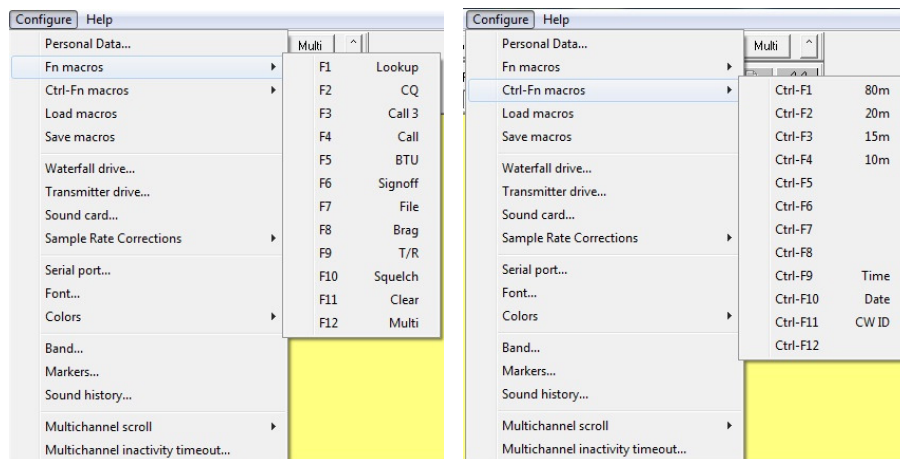 Configure Help
Personal Data...
Fn macros
Ctrl-Fn macros
Load macros
Save macros
Waterfall drive...
Transmitter drive...
Sound card...
Sample Rate Corrections
Serial port...
Font...
Colors
Band...
Markers...
Sound history...
Multichannel scroll
Multichannel inactivity timeout...
Multi ^
F1 Lookup
F2 CQ
F3 Call 3
F4 Call
F5 BTU
F6 Signoff
F7 File
F8 Brag
F9 T/R
F10 Squelch
F11 Clear
F12 Multi
Configure Help
Personal Data...
Fn macros
Ctrl-Fn macros
Load macros
Save macros
Waterfall drive...
Transmitter drive...
Sound card...
Sample Rate Corrections
Serial port...
Font...
Colors
Band...
Markers...
Sound history...
Multichannel scroll
Multichannel inactivity timeout...
Multi ^
Ctrl-F1 80m
Ctrl-F2 20m
Ctrl-F3 15m
Ctrl-F4 10m
Ctrl-F5
Ctrl-F6
Ctrl-F7
Ctrl-F8
Ctrl-F9 Time
Ctrl-F10 Date
Ctrl-F11 CW ID
Ctrl-F12